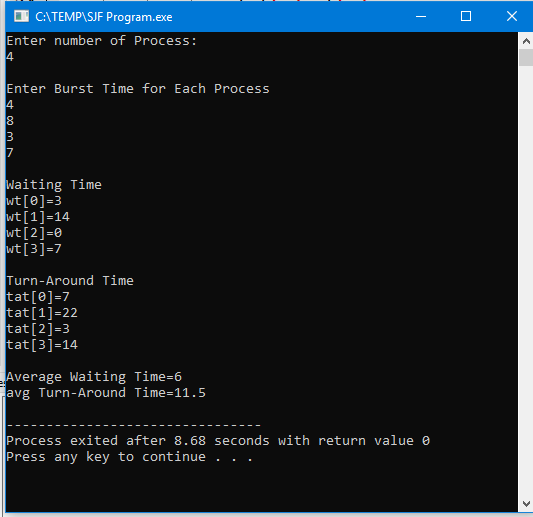 C:\TEMP\SJF Program.exe
Enter number of Process:
4
Enter Burst Time for Each Process
4
8
3
7
Waiting Time
wt[0]=3
wt[1]=14
wt[2]=0
wt[3]=7
Turn-Around Time
tat[0]=7
tat[1]=22
tat[2]=3
tat[3]=14
Average Waiting Time=6
avg Turn-Around Time=11.5
--------------------------------
Process exited after 8.68 seconds with return value 0
Press any key to continue . . .